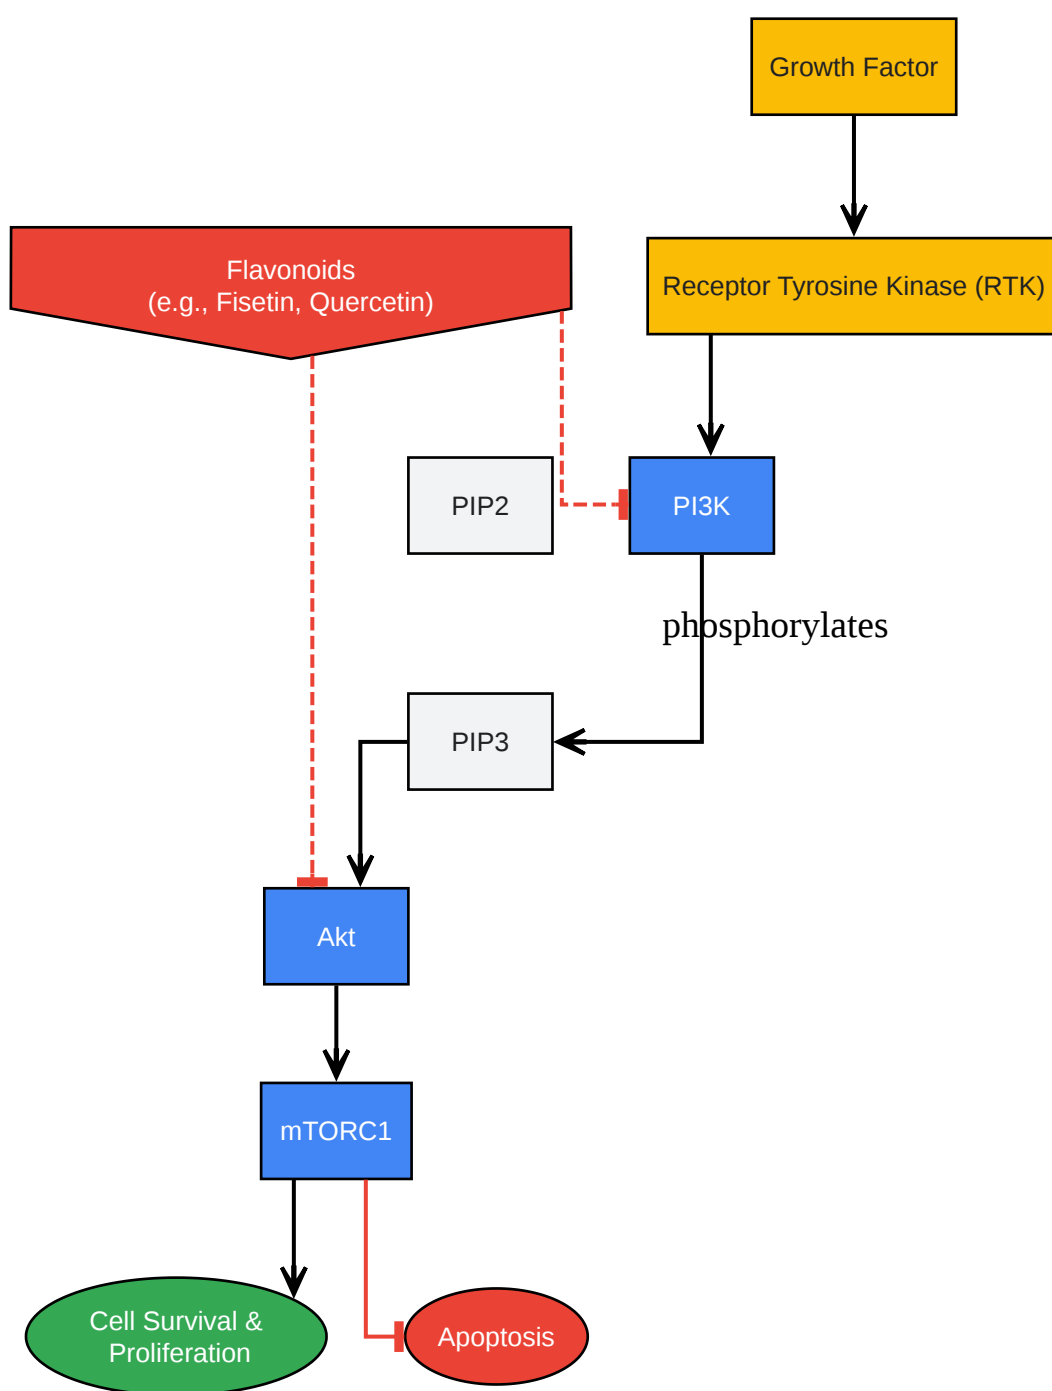 Growth Factor
Flavonoids
(e.g., Fisetin, Quercetin)
Receptor Tyrosine Kinase (RTK)
PIP2
PI3K
phosphorylates
PIP3
Akt
mTORC1
Cell Survival &
Proliferation
Apoptosis